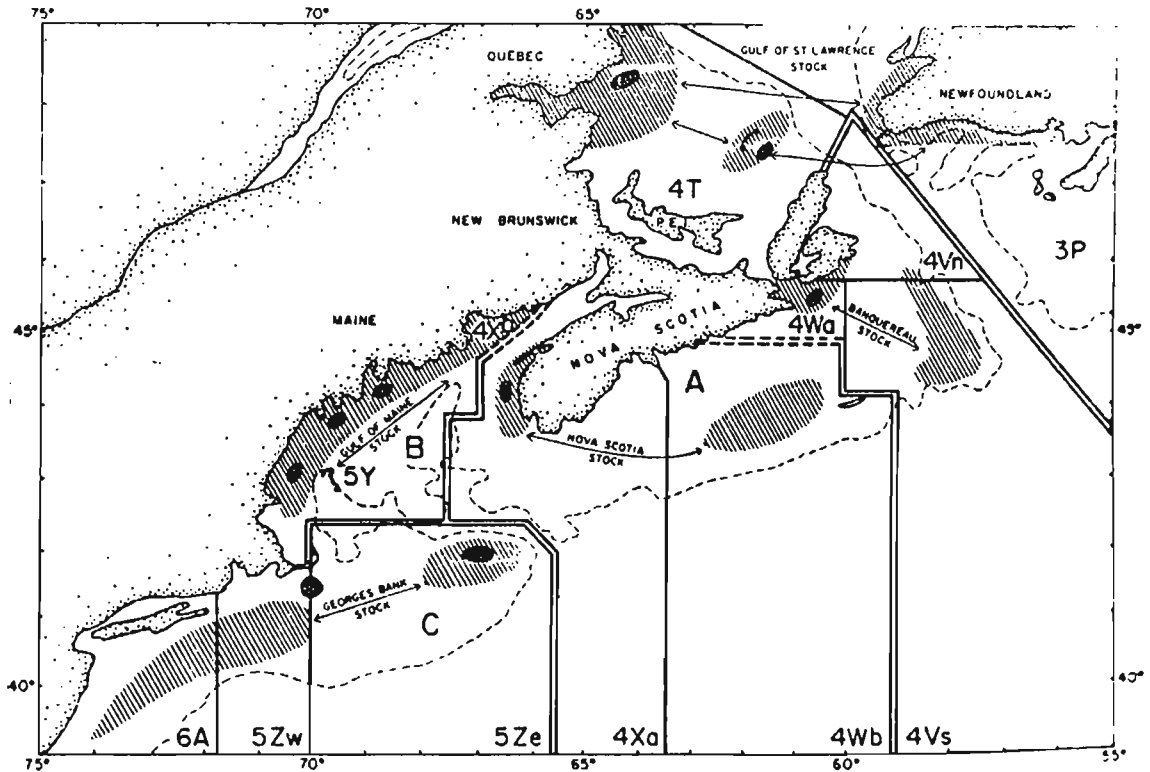 75° 70° 65°
GULF OF ST LAWRENCE
STOCK
QUÉBEC
NEWFOUNDLAND
4T
NEW BRUNSWICK
P.E.I.
3P
4Vn
MAINE
4Xb
45°
45°
NOVA SCOTIA
4Wa
BANQUEREAU
STOCK
A
GULF OF MAINE
STOCK
B
NOVA SCOTIA
STOCK
5Y
GEORGES BANK
STOCK
C
40°
40°
6A 5Zw 5Ze 4Xa 4Wb 4Vs
75° 70° 65° 60° 55°